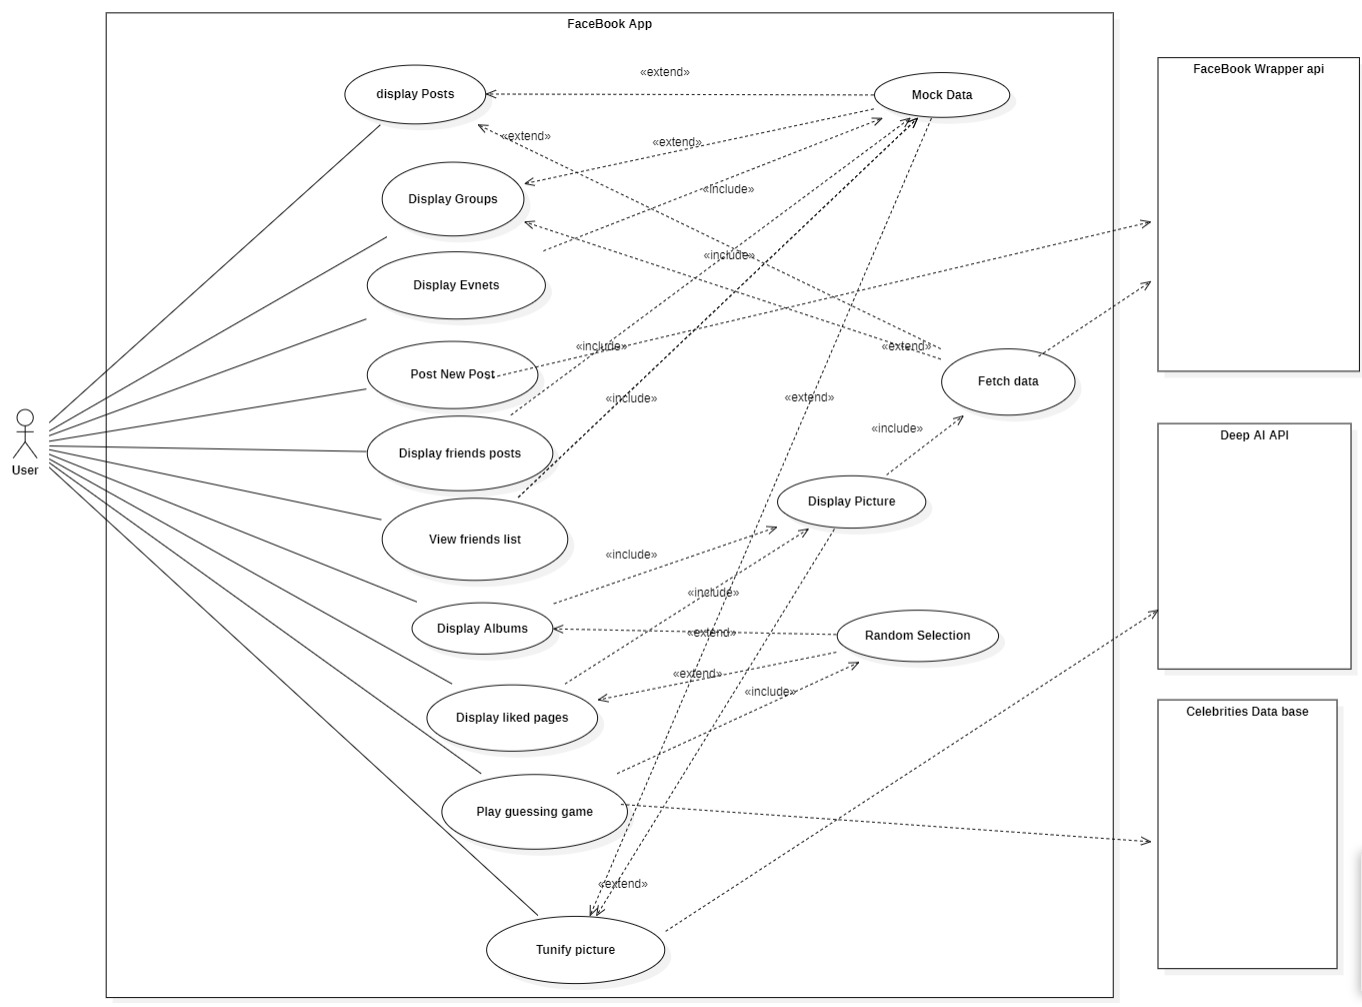 FaceBook App
FaceBook Wrapper api
«extend»
display Posts
Mock Data
«extend»
«extend»
«include»
Display Groups
«include»
Display Evnets
«include»
«extend»
Post New Post
Fetch data
«include»
«extend»
«include»
Deep AI API
User
Display friends posts
Display Picture
View friends list
«include»
«include»
Display Albums
«extend»
Random Selection
«extend»
«include»
Display liked pages
Celebrities Data base
Play guessing game
«extend»
Tunify picture